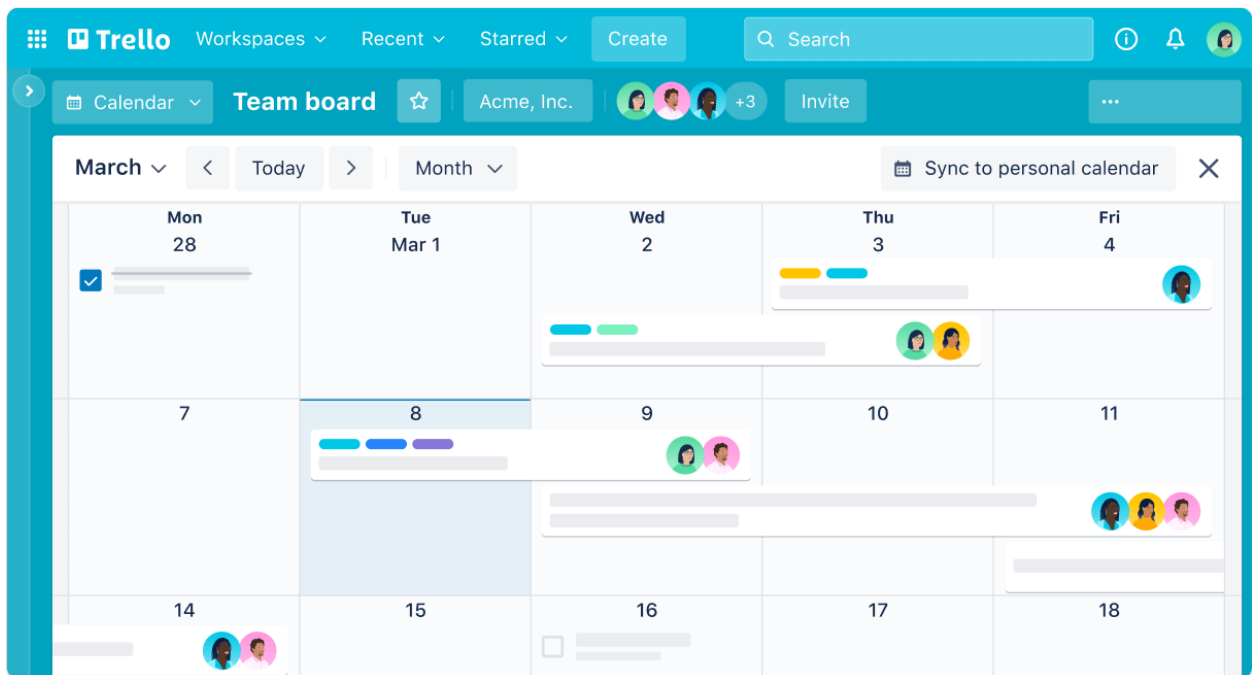 Trello Workspaces Recent Starred Create Search
Calendar Team board Acme, Inc. +3 Invite
March Today Month Sync to personal calendar
Mon Tue Wed Thu Fri
28 Mar 1 2 3 4
7 8 9 10 11
14 15 16 17 18